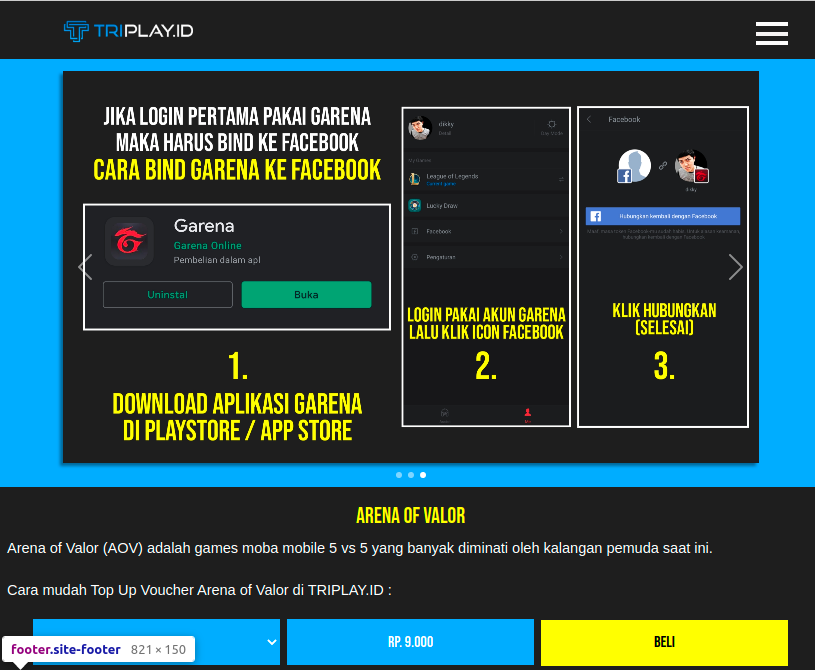 TRIPLAY.ID
JIKA LOGIN PERTAMA PAKAI GARENA
MAKA HARUS BIND KE FACEBOOK
CARA BIND GARENA KE FACEBOOK
Garena
Garena Online
Pembelian dalam apl
Uninstal
Buka
1.
DOWNLOAD APLIKASI GARENA
DI PLAYSTORE / APP STORE
dikky
League of Legends
Current game
Lucky Draw
Facebook
Pengaturan
LOGIN PAKAI AKUN GARENA
LALU KLIK ICON FACEBOOK
2.
Facebook
dikky
Hubungkan kembali dengan Facebook
KLIK HUBUNGKAN
(SELESAI)
3.
ARENA OF VALOR
Arena of Valor (AOV) adalah games moba mobile 5 vs 5 yang banyak diminati oleh kalangan pemuda saat ini.
Cara mudah Top Up Voucher Arena of Valor di TRIPLAY.ID :
RP. 9.000
BELI
footer.site-footer 821 × 150